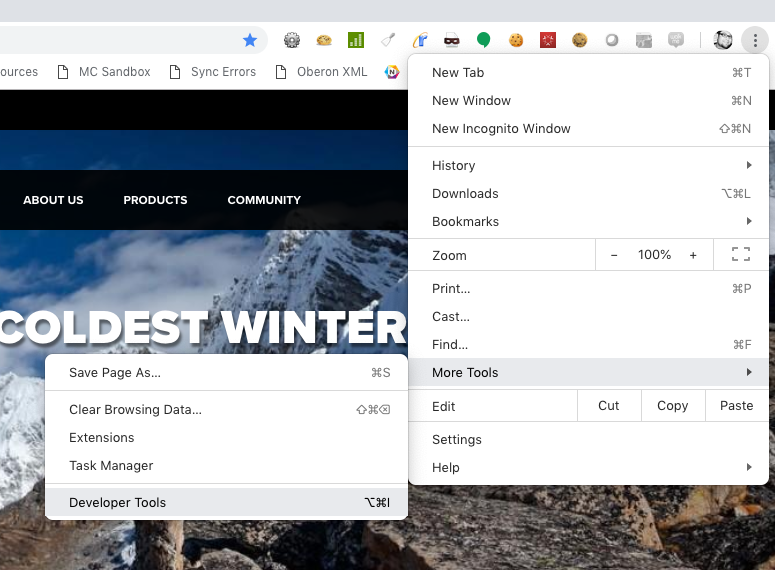 ources MC Sandbox Sync Errors Oberon XML N
New Tab ⌘T
New Window ⌘N
New Incognito Window ⇧⌘N
History
Downloads ⌥⌘L
Bookmarks
Zoom − 100% +
Print... ⌘P
Cast...
Find... ⌘F
More Tools
Edit Cut Copy Paste
Settings
Help
ABOUT US PRODUCTS COMMUNITY
COLDEST WINTER
Save Page As... ⌘S
Clear Browsing Data... ⇧⌘⌫
Extensions
Task Manager
Developer Tools ⌥⌘I